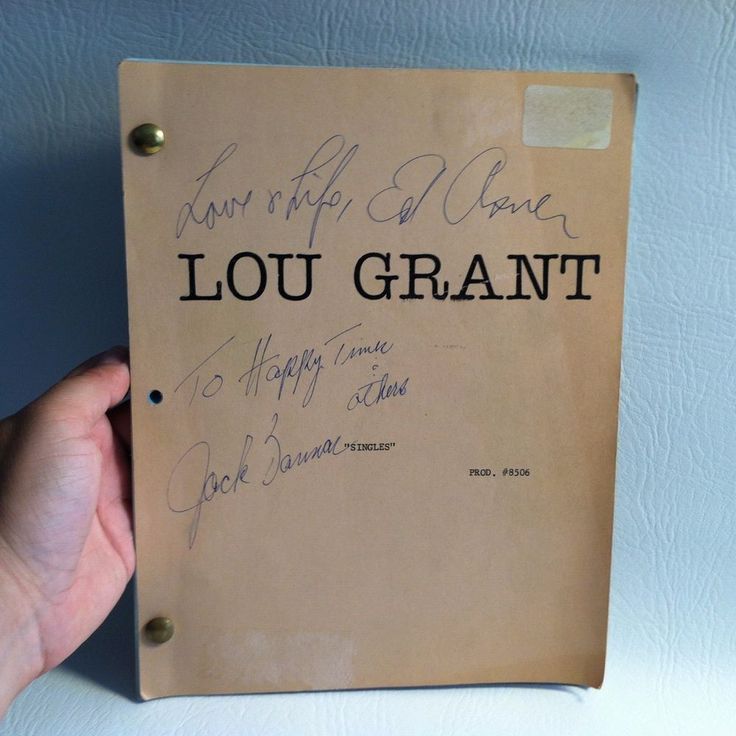 Love & Life, Ed Asner
LOU GRANT
To Happy Times
& others
Jack Bannon
"SINGLES"
PROD. #8506